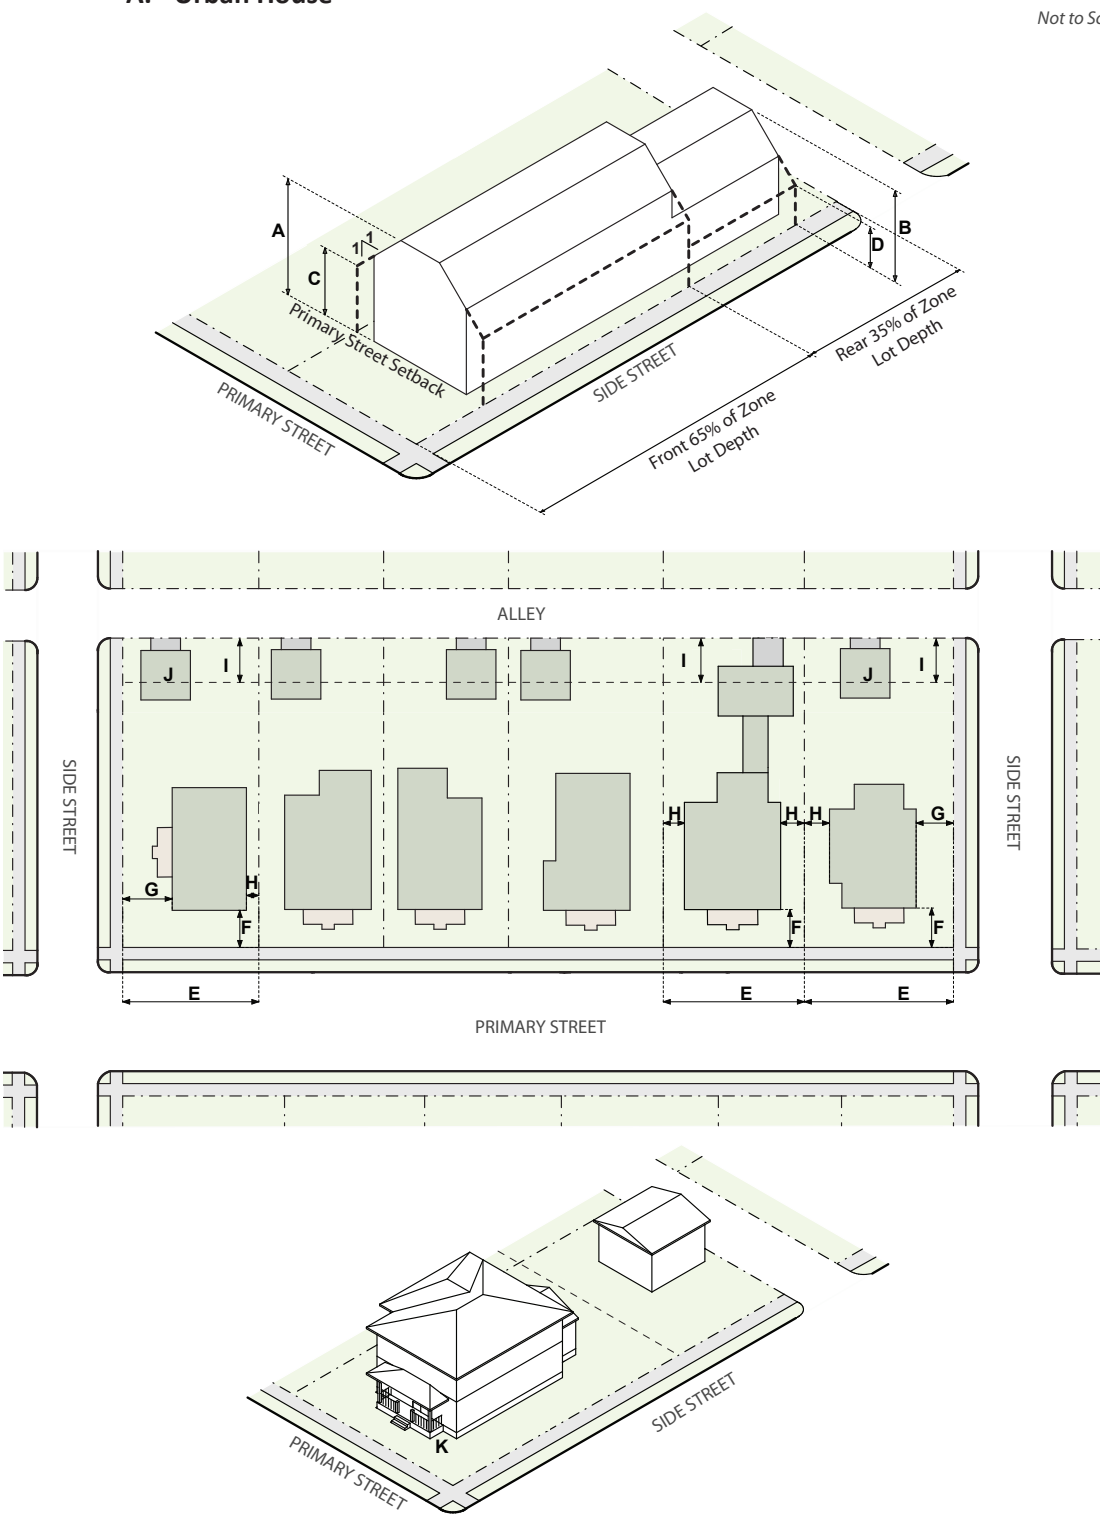 A. Urban House
Not to Sc
A
1
1
C
B
D
Primary Street Setback
PRIMARY STREET
SIDE STREET
Rear 35% of Zone
Lot Depth
Front 65% of Zone
Lot Depth
ALLEY
J
I
I
J
I
SIDE STREET
SIDE STREET
G
H
F
H
H
H
G
F
F
E
E
E
PRIMARY STREET
K
PRIMARY STREET
SIDE STREET